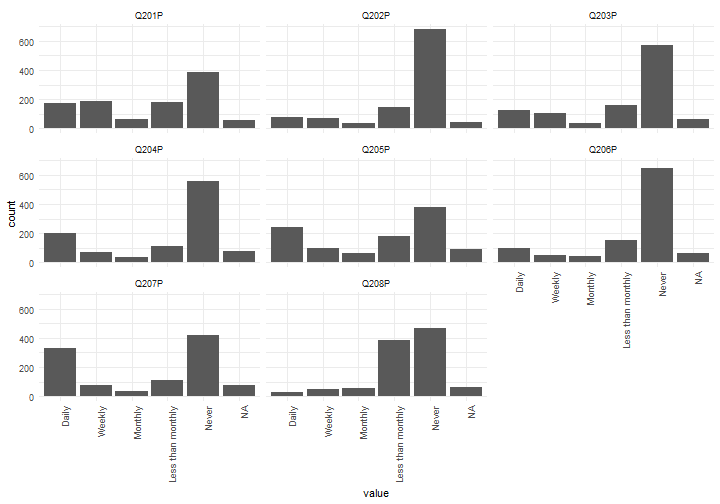 Q201P Q202P Q203P
600
400
200
0
Q204P Q205P Q206P
600
400
200
0
Daily Weekly Monthly Less than monthly Never NA
Q207P Q208P
600
400
200
0
Daily Weekly Monthly Less than monthly Never NA Daily Weekly Monthly Less than monthly Never NA
count
value